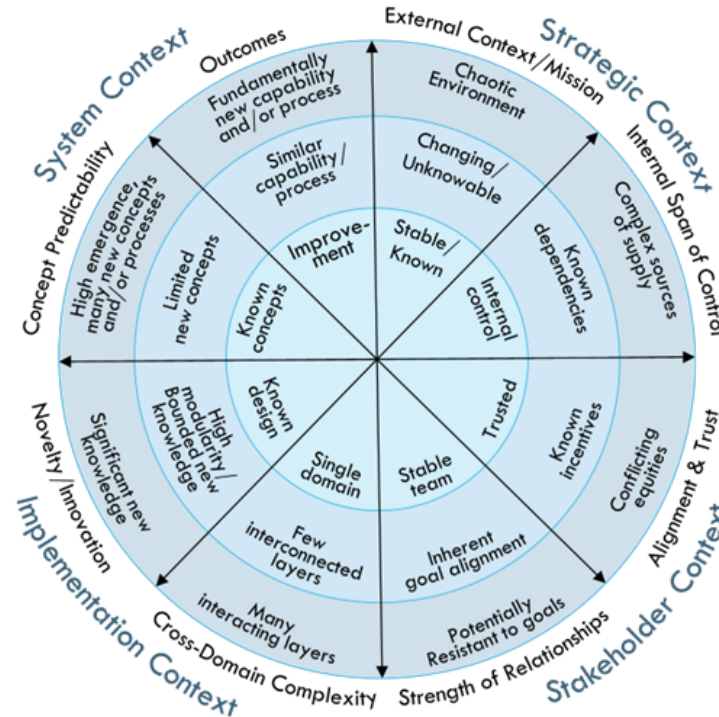 System Context
Outcomes
External Context/Mission
Strategic Context
Fundamentally
new capability
and/or process
Chaotic
Environment
Similar
capability/
process
Changing/
Unknowable
Improve-
ment
Stable/
Known
Internal Span of Control
Complex sources
of supply
Known
dependencies
Internal
control
Concept Predictability
High emergence,
many new concepts
and/or processes
Limited
new concepts
Known
concepts
Novelty/Innovation
Significant new
knowledge
High
modularity/
Bounded new
knowledge
Known
design
Trusted
Known
incentives
Conflicting
equities
Alignment & Trust
Single
domain
Stable
team
Few
interconnected
layers
Inherent
goal alignment
Many
interacting layers
Potentially
Resistant to goals
Cross-Domain Complexity
Strength of Relationships
Implementation Context
Stakeholder Context